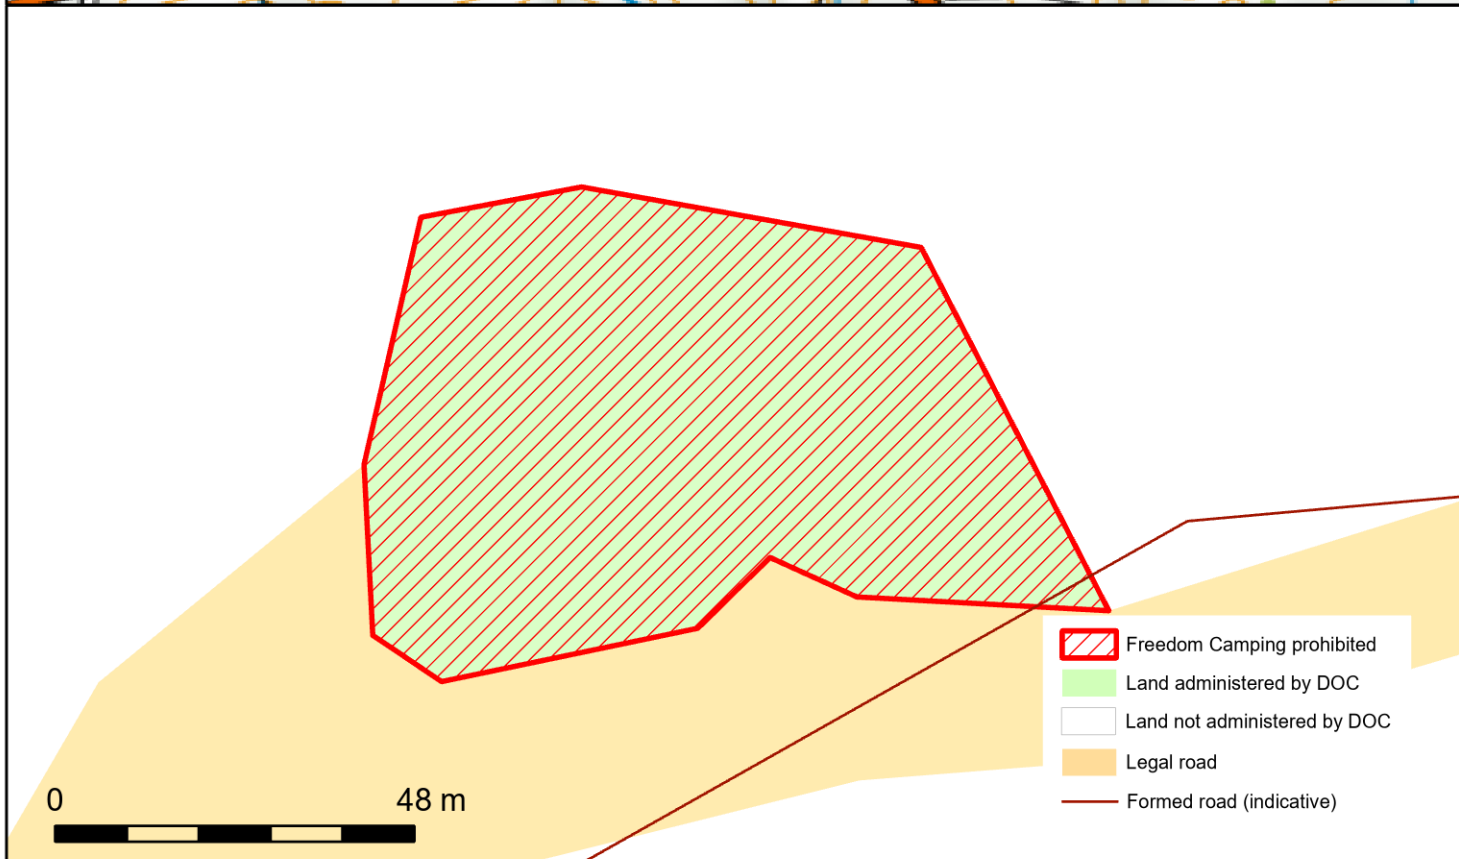 Freedom Camping prohibited
Land administered by DOC
Land not administered by DOC
Legal road
Formed road (indicative)
0 48 m